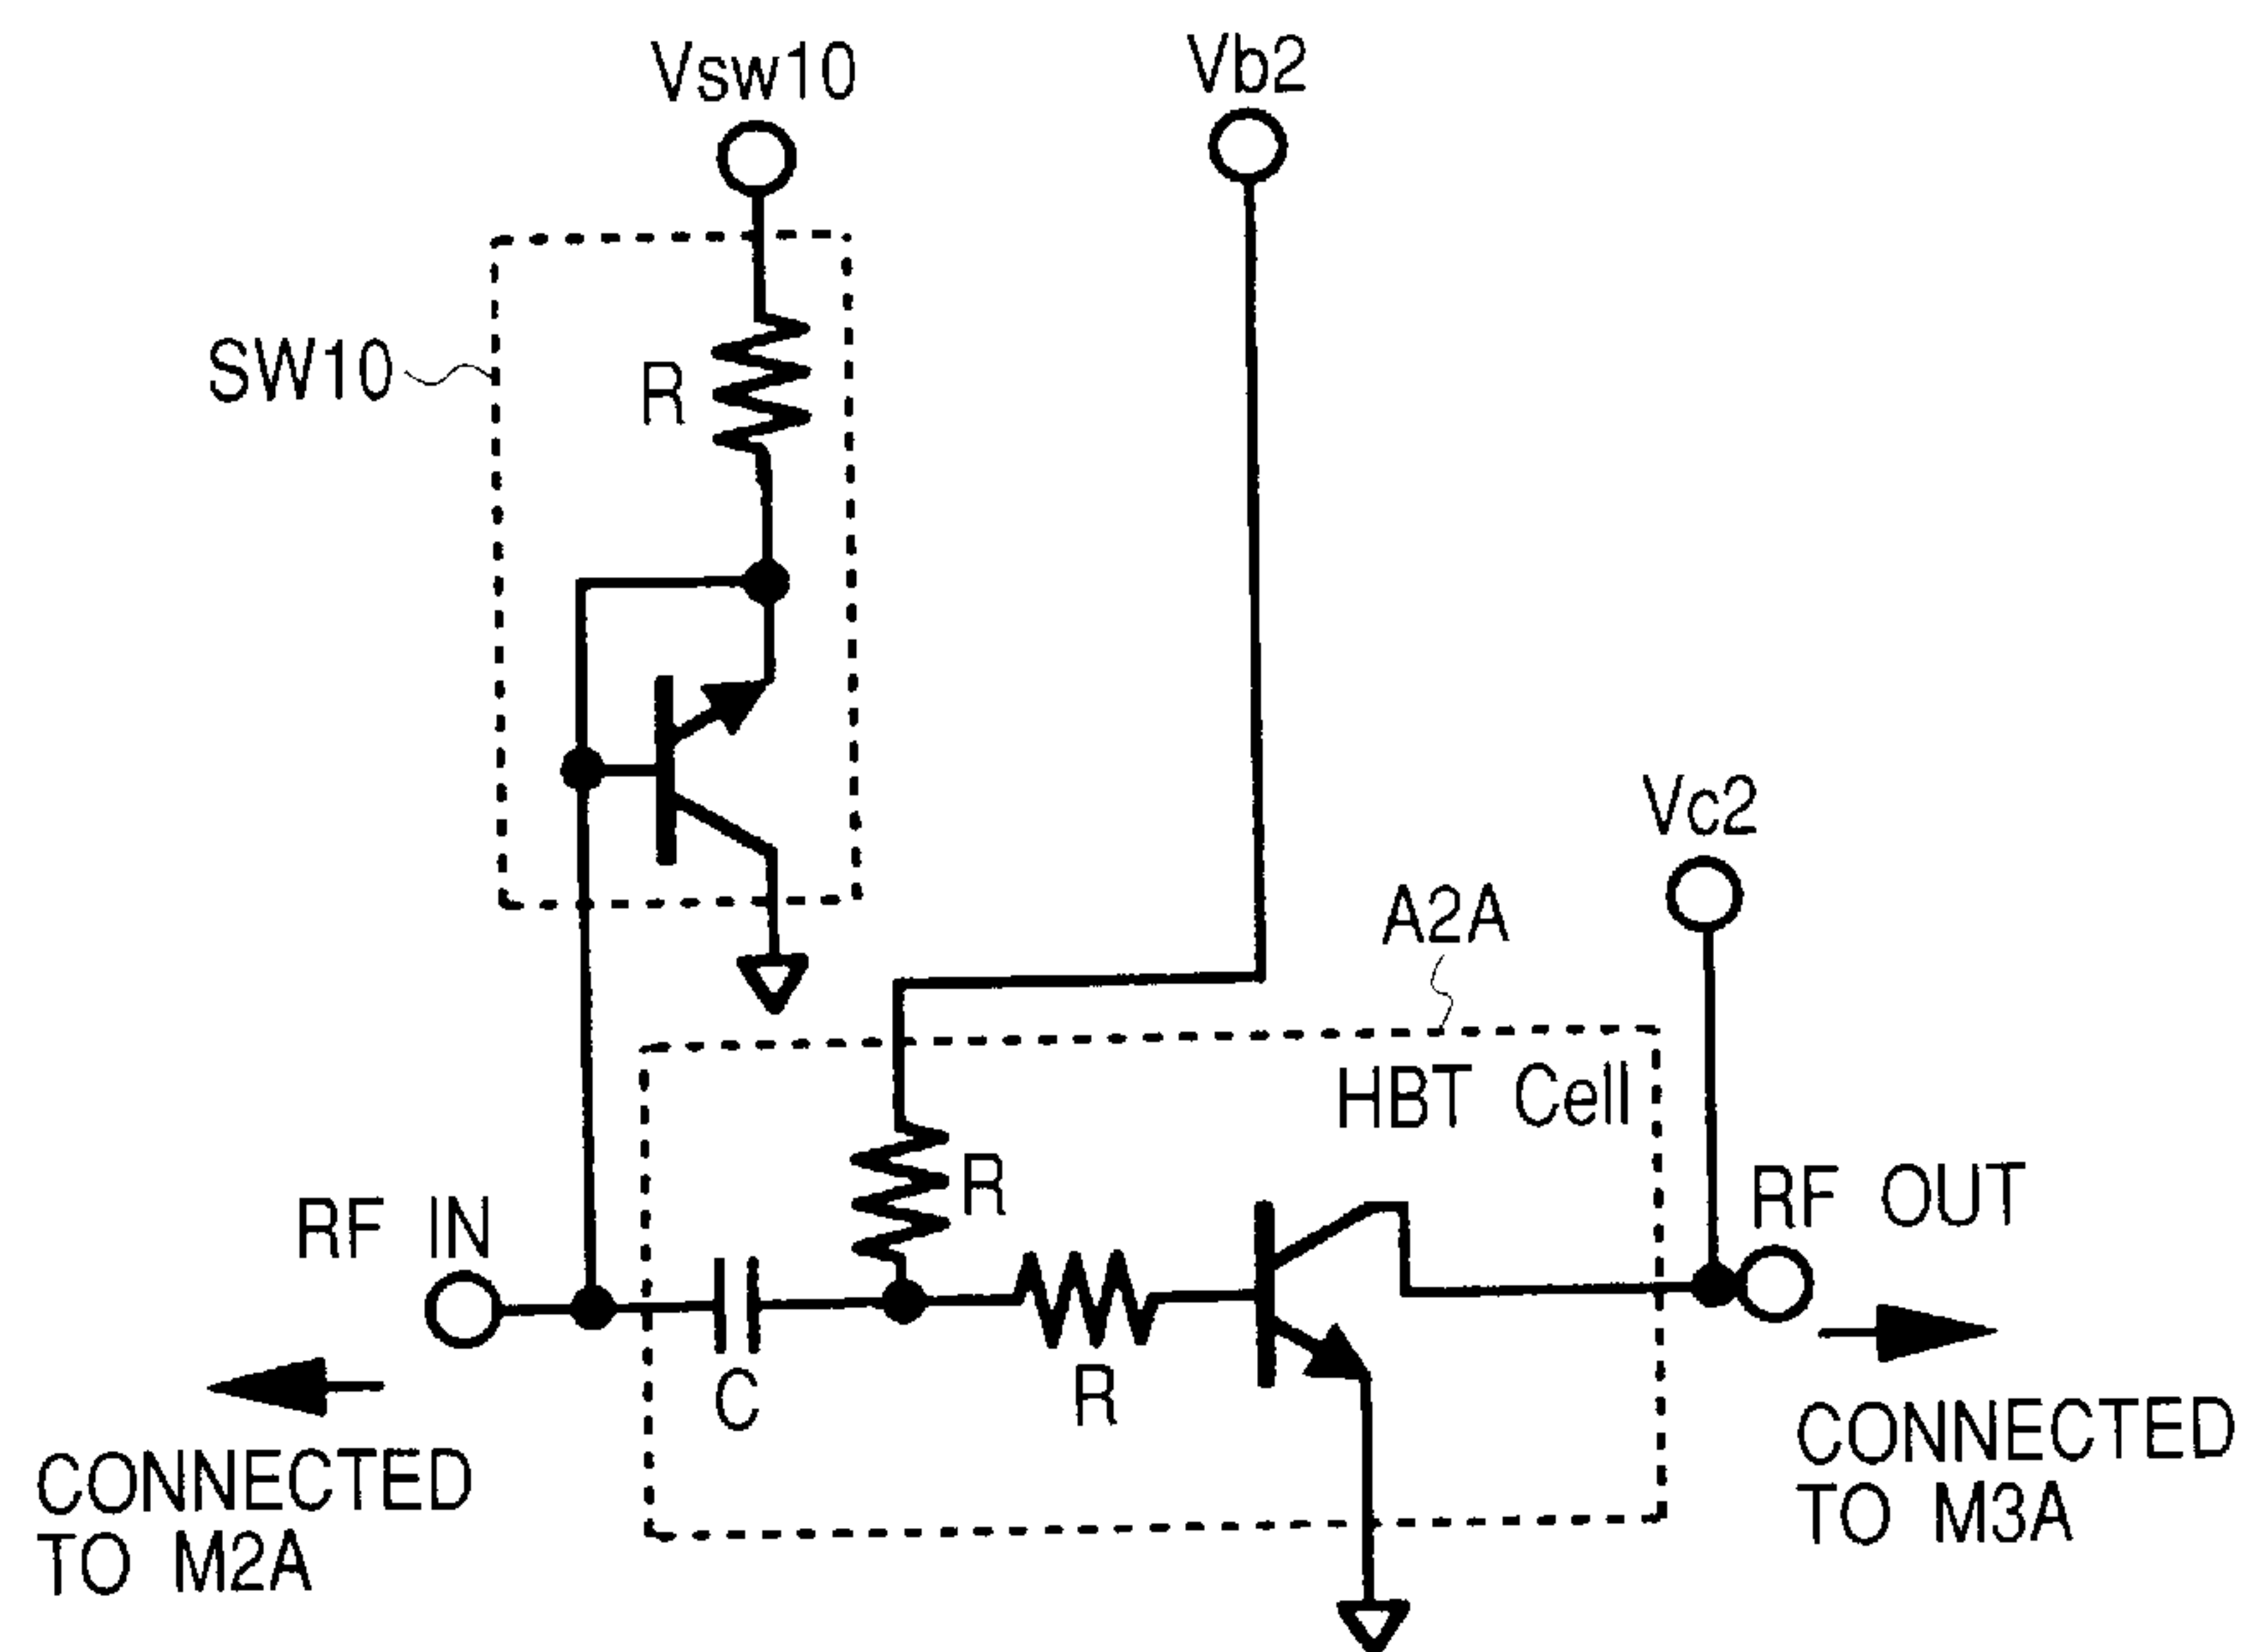 Vsw10
Vb2
SW10
R
Vc2
A2A
HBT Cell
R
RF IN
RF OUT
C
R
CONNECTED
TO M2A
CONNECTED
TO M3A